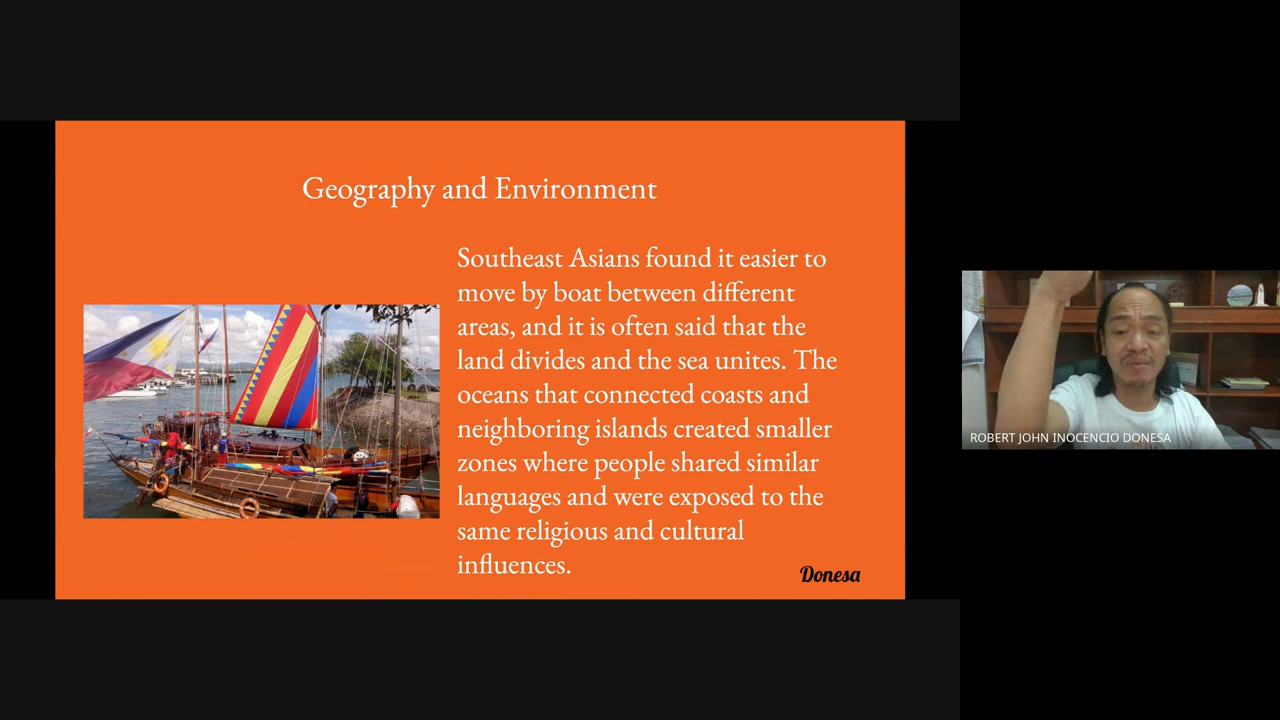 Geography and Environment
Southeast Asians found it easier to
move by boat between different
areas, and it is often said that the
land divides and the sea unites. The
oceans that connected coasts and
neighboring islands created smaller
zones where people shared similar
languages and were exposed to the
same religious and cultural
influences.
Donesa
ROBERT JOHN INOCENCIO DONESA